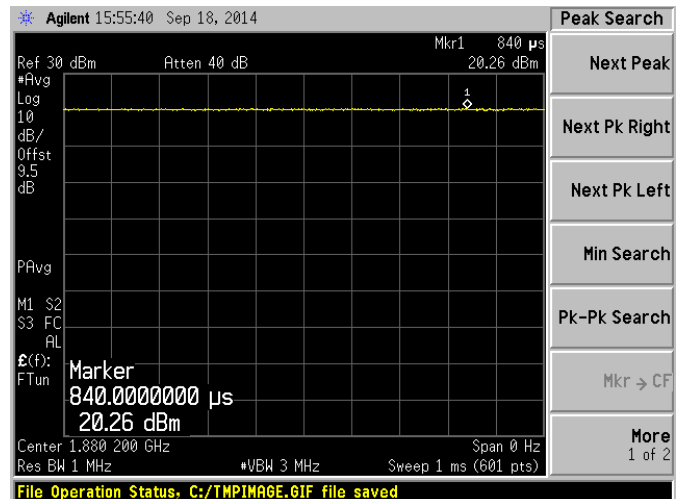 Agilent 15:55:40 Sep 18, 2014
Peak Search
Mkr1 840 µs
Ref 30 dBm Atten 40 dB 20.26 dBm
#Avg
Log
10
dB/
Offst
9.5
dB
1
PAvg
M1 S2
S3 FC
AL
£(f):
FTun
Marker
840.0000000 µs
20.26 dBm
Center 1.880 200 GHz Span 0 Hz
Res BW 1 MHz #VBW 3 MHz Sweep 1 ms (601 pts)
File Operation Status, C:/TMPIMAGE.GIF file saved
Next Peak
Next Pk Right
Next Pk Left
Min Search
Pk-Pk Search
Mkr → CF
More
1 of 2